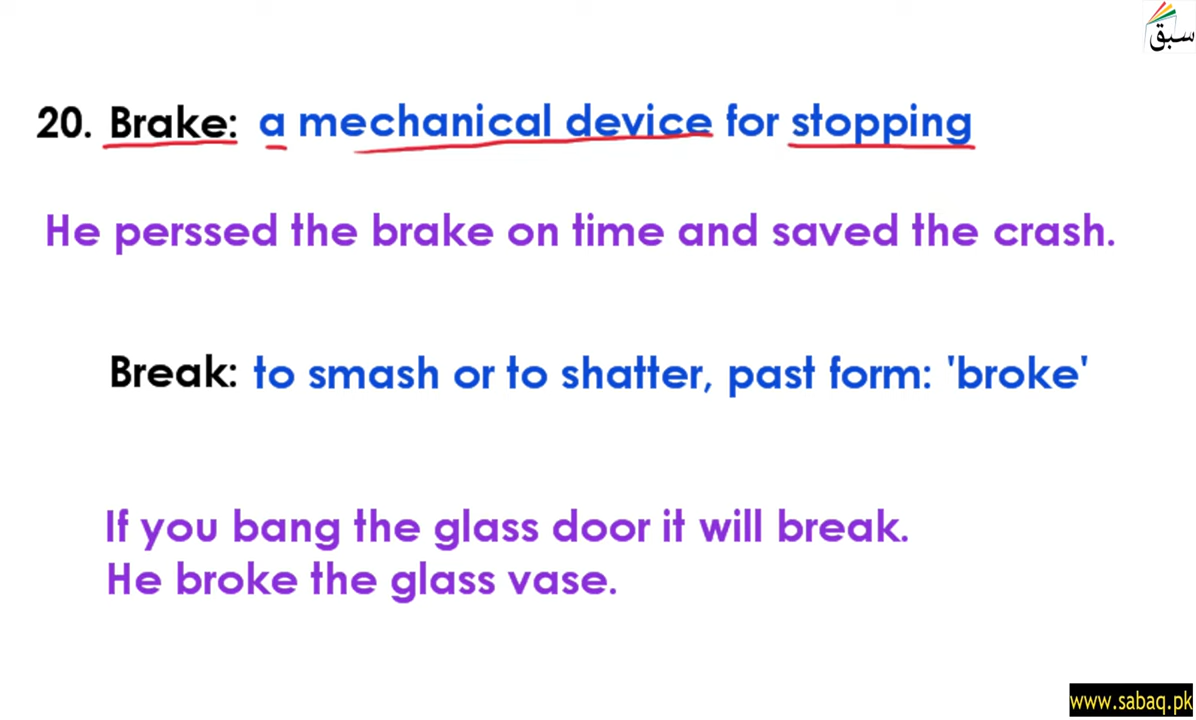 سبق
20. Brake: a mechanical device for stopping
He perssed the brake on time and saved the crash.
Break: to smash or to shatter, past form: 'broke'
If you bang the glass door it will break.
He broke the glass vase.
www.sabaq.pk